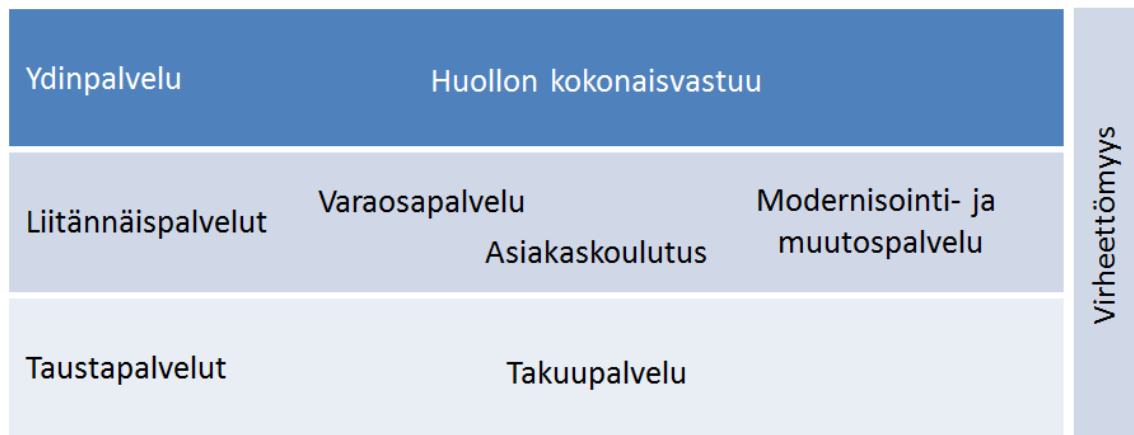 Ydinpalvelu
Huollon kokonaisvastuu
Liitännäispalvelut
Varaosapalvelu
Asiakaskoulutus
Modernisointi- ja
muutospalvelu
Taustapalvelut
Takuupalvelu
Virheettömyys